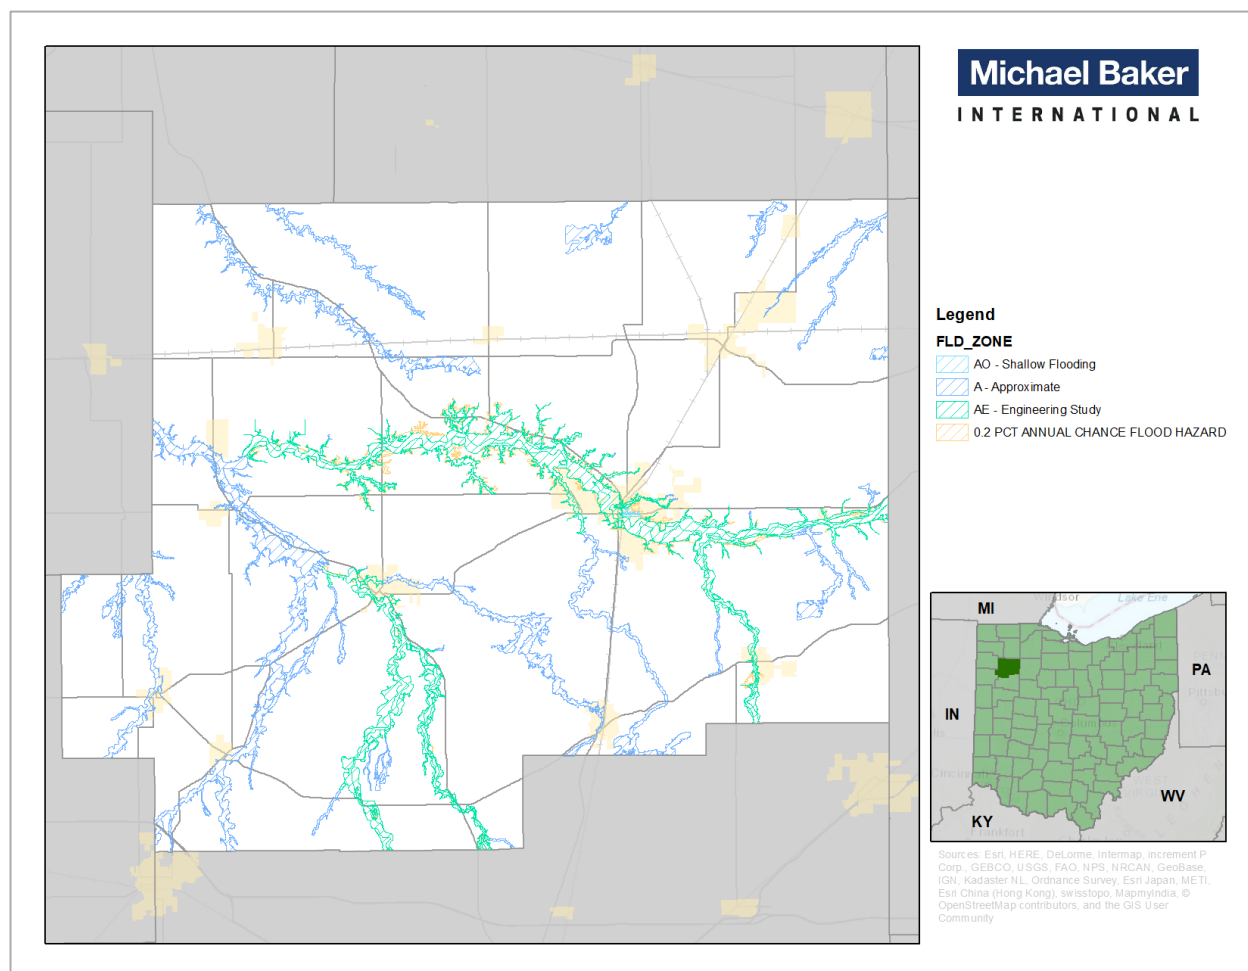 Michael Baker
INTERNATIONAL
Legend
FLD_ZONE
AO - Shallow Flooding
A - Approximate
AE - Engineering Study
0.2 PCT ANNUAL CHANCE FLOOD HAZARD
Lake Erie
MI
PA
IN
WV
KY
Frankfort
Sources: Esri, HERE, DeLorme, Intermap, increment P
Corp., GEBCO, USGS, FAO, NPS, NRCAN, GeoBase,
IGN, Kadaster NL, Ordnance Survey, Esri Japan, METI,
Esri China (Hong Kong), swisstopo, MapmyIndia, ©
OpenStreetMap contributors, and the GIS User
Community